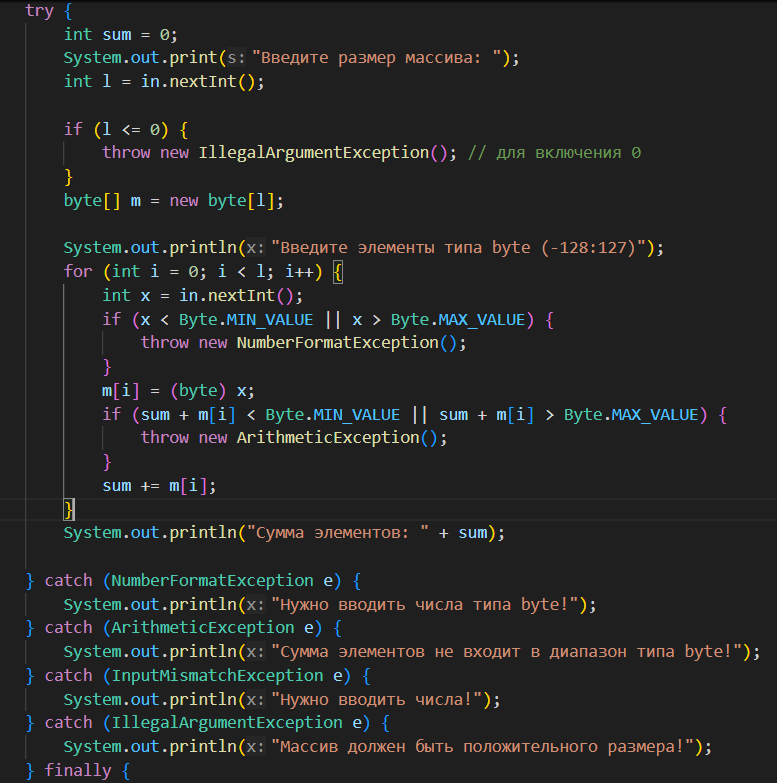 try {
    int sum = 0;
    System.out.print(s: "Введите размер массива: ");
    int l = in.nextInt();

    if (l <= 0) {
        throw new IllegalArgumentException(); // для включения 0
    }
    byte[] m = new byte[l];

    System.out.println(x: "Введите элементы типа byte (-128:127)");
    for (int i = 0; i < l; i++) {
        int x = in.nextInt();
        if (x < Byte.MIN_VALUE || x > Byte.MAX_VALUE) {
            throw new NumberFormatException();
        }
        m[i] = (byte) x;
        if (sum + m[i] < Byte.MIN_VALUE || sum + m[i] > Byte.MAX_VALUE) {
            throw new ArithmeticException();
        }
        sum += m[i];
    }
    System.out.println("Сумма элементов: " + sum);

} catch (NumberFormatException e) {
    System.out.println(x: "Нужно вводить числа типа byte!");
} catch (ArithmeticException e) {
    System.out.println(x: "Сумма элементов не входит в диапазон типа byte!");
} catch (InputMismatchException e) {
    System.out.println(x: "Нужно вводить числа!");
} catch (IllegalArgumentException e) {
    System.out.println(x: "Массив должен быть положительного размера!");
} finally {